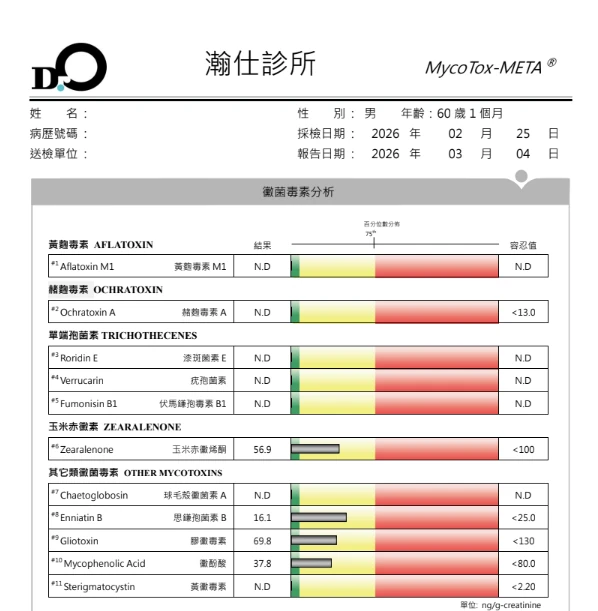 DrO 瀚仕診所 MycoTox-META ®
姓 名： 性 別： 男 年齡：60 歲 1 個月
病歷號碼： 採檢日期： 2026 年 02 月 25 日
送檢單位： 報告日期： 2026 年 03 月 04 日
黴菌毒素分析
百分位數分佈
75th
黃麴毒素 AFLATOXIN 結果 容忍值
#1 Aflatoxin M1 黃麴毒素 M1 N.D N.D
赭麴毒素 OCHRATOXIN
#2 Ochratoxin A 赭麴毒素 A N.D <13.0
單端孢菌素 TRICHOTHECENES
#3 Roridin E 漆斑菌素 E N.D N.D
#4 Verrucarin 疣孢菌素 N.D N.D
#5 Fumonisin B1 伏馬鐮孢毒素 B1 N.D N.D
玉米赤黴素 ZEARALENONE
#6 Zearalenone 玉米赤黴烯酮 56.9 <100
其它類黴菌毒素 OTHER MYCOTOXINS
#7 Chaetoglobosin 球毛殼黴菌素 A N.D N.D
#8 Enniatin B 恩鐮孢菌素 B 16.1 <25.0
#9 Gliotoxin 膠黴毒素 69.8 <130
#10 Mycophenolic Acid 黴酚酸 37.8 <80.0
#11 Sterigmatocystin 黃黴毒素 N.D <2.20
單位: ng/g-creatinine